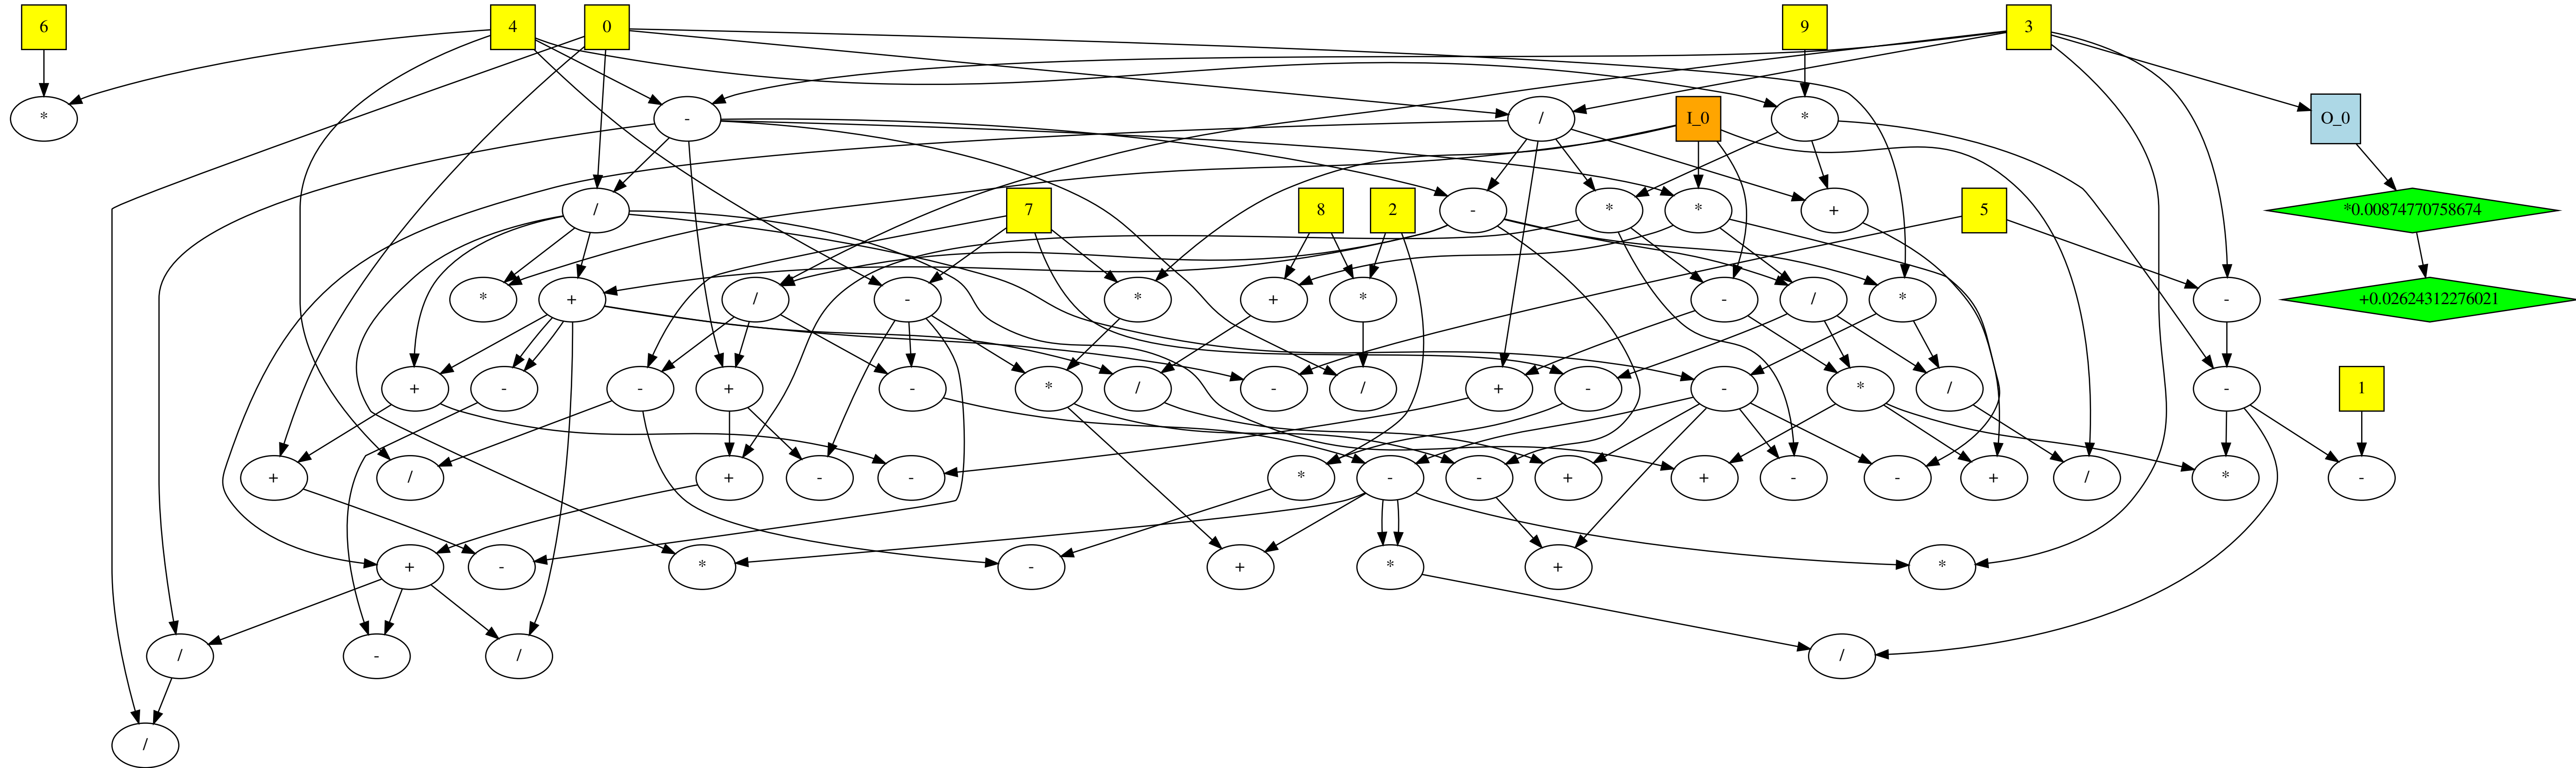 6 4 0 9 3
* - / I_0 * O_0
/ 7 8 2 - * * + 5 *0.00874770758674
* + / - * + * - / * - +0.02624312276021
+ - - + - * / - / + - - * / - 1
+ / + - - * - - + + - - + / * -
+ - * - + * + *
/ - / /
/